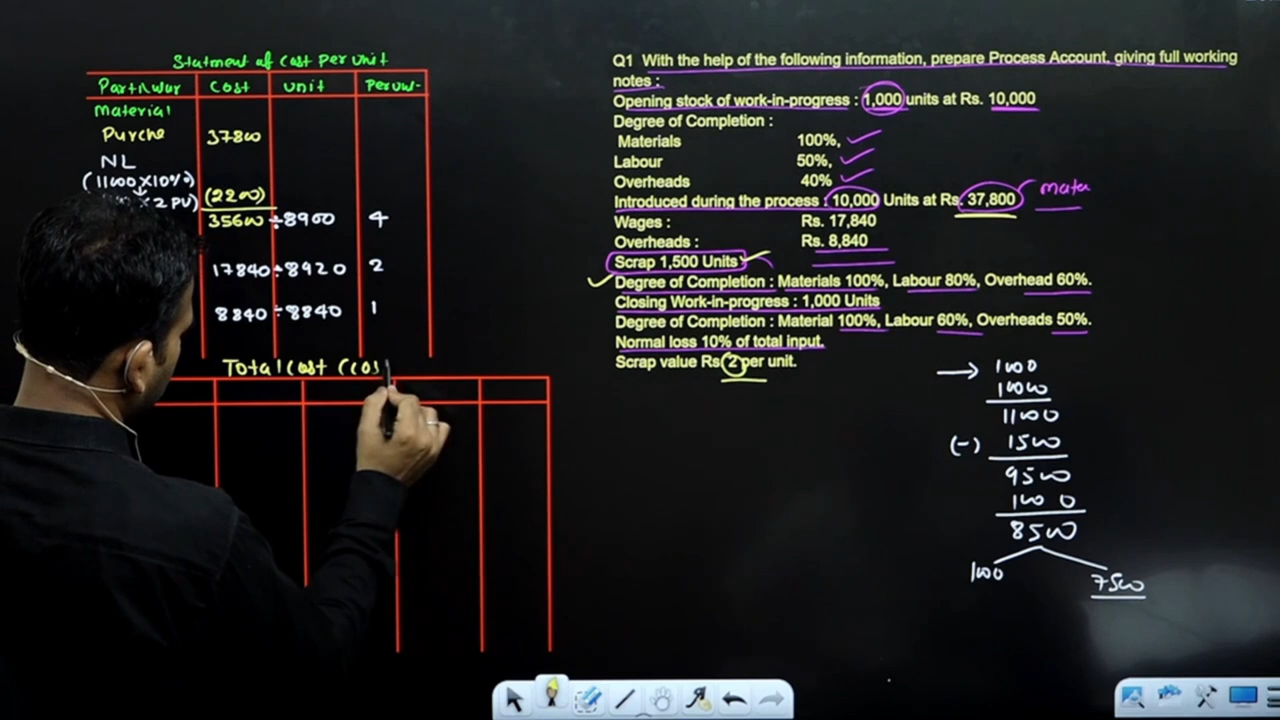 Statment of Cost Per Unit
Particular Cost Unit Per Unit
Material
Purche 37800
NL
(11000 X 10%)
X 2 PU) (2200)
35600 ÷ 8900 4
17840 ÷ 8920 2
8840 ÷ 8840 1
Total Cost (Cos
Q1 With the help of the following information, prepare Process Account, giving full working
notes :
Opening stock of work-in-progress : 1,000 units at Rs. 10,000
Degree of Completion :
Materials 100%,
Labour 50%,
Overheads 40%
Introduced during the process : 10,000 Units at Rs. 37,800 mate
Wages : Rs. 17,840
Overheads : Rs. 8,840
Scrap 1,500 Units
Degree of Completion : Materials 100%, Labour 80%, Overhead 60%.
Closing Work-in-progress : 1,000 Units
Degree of Completion : Material 100%, Labour 60%, Overheads 50%.
Normal loss 10% of total input.
Scrap value Rs 2 per unit.
1000
10000
11000
(-) 1500
9500
1000
8500
1000 7500